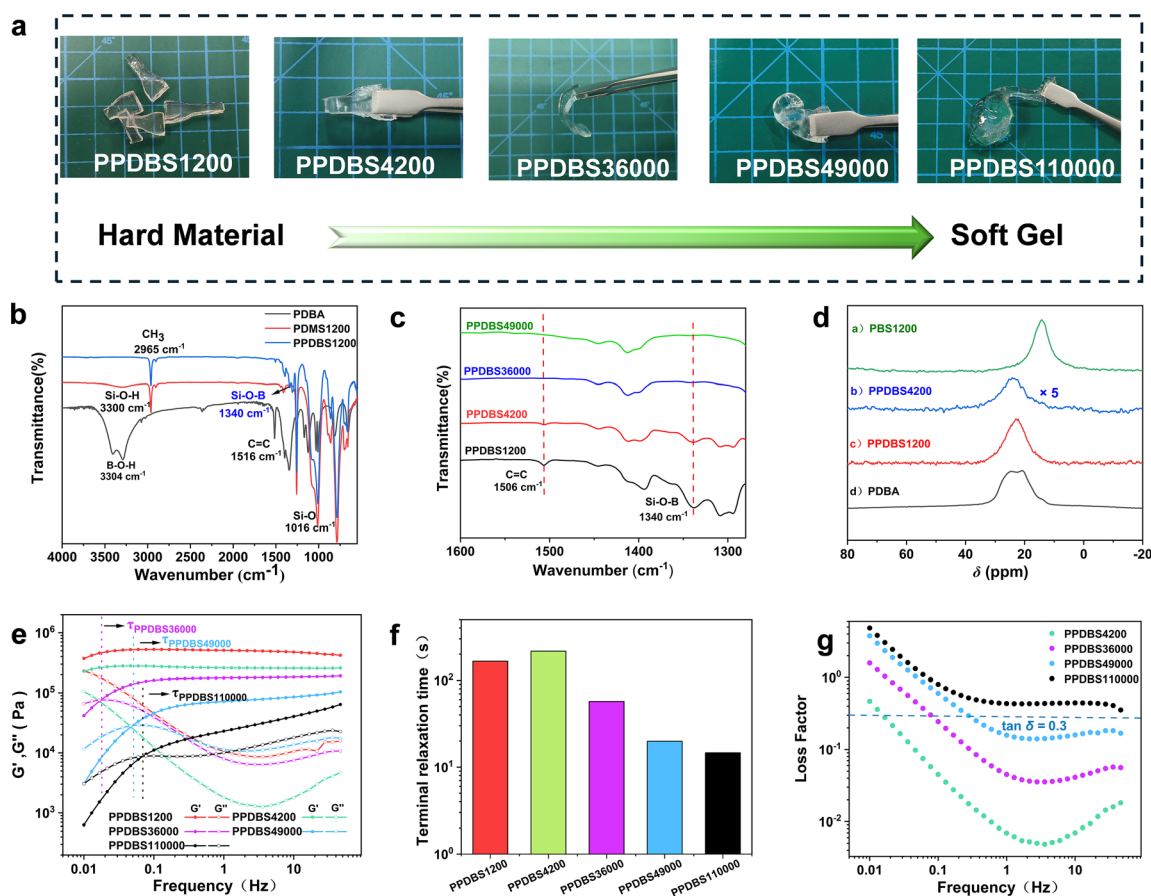 a
PPDBS1200
PPDBS4200
PPDBS36000
PPDBS49000
PPDBS110000
Hard Material
Soft Gel
b
PDBA
PDMS1200
PPDBS1200
CH3
2965 cm-1
Si-O-H
3300 cm-1
Si-O-B
1340 cm-1
C=C
1516 cm-1
B-O-H
3304 cm-1
Si-O
1016 cm-1
Transmittance(%)
4000 3500 3000 2500 2000 1500 1000
Wavenumber (cm-1)
c
PPDBS49000
PPDBS36000
PPDBS4200
PPDBS1200
C=C
1506 cm-1
Si-O-B
1340 cm-1
Transmittance(%)
1600 1500 1400 1300
Wavenumber (cm-1)
d
a) PBS1200
b) PPDBS4200
× 5
c) PPDBS1200
d) PDBA
80 60 40 20 0 -20
δ (ppm)
e
τPPDBS36000
τPPDBS49000
τPPDBS110000
G' ,G'' ( Pa)
10^6
10^5
10^4
10^3
G' G'' G' G''
PPDBS1200 PPDBS4200
PPDBS36000 PPDBS49000
PPDBS110000
0.01 0.1 1 10
Frequency (Hz)
f
Terminal relaxation time (s)
10^2
10^1
10^0
PPDBS1200
PPDBS4200
PPDBS36000
PPDBS49000
PPDBS110000
g
PPDBS4200
PPDBS36000
PPDBS49000
PPDBS110000
tan δ = 0.3
Loss Factor
10^0
10^-1
10^-2
0.01 0.1 1 10
Frequency (Hz)